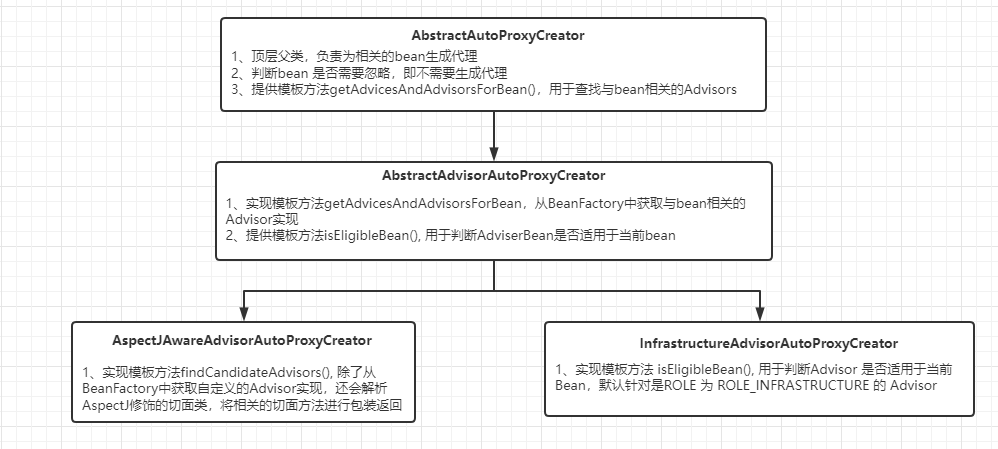 AbstractAutoProxyCreator
1、顶层父类，负责为相关的bean生成代理
2、判断bean 是否需要忽略，即不需要生成代理
3、提供模板方法getAdvicesAndAdvisorsForBean()，用于查找与bean相关的Advisors
AbstractAdvisorAutoProxyCreator
1、实现模板方法getAdvicesAndAdvisorsForBean，从BeanFactory中获取与bean相关的
Advisor实现
2、提供模板方法isEligibleBean(), 用于判断AdviserBean是否适用于当前bean
AspectJAwareAdvisorAutoProxyCreator
1、实现模板方法findCandidateAdvisors(), 除了从
BeanFactory中获取自定义的Advisor实现，还会解析
AspectJ修饰的切面类，将相关的切面方法进行包装返回
InfrastructureAdvisorAutoProxyCreator
1、实现模板方法 isEligibleBean(), 用于判断Advisor 是否适用于当前
Bean，默认针对是ROLE 为 ROLE_INFRASTRUCTURE 的 Advisor